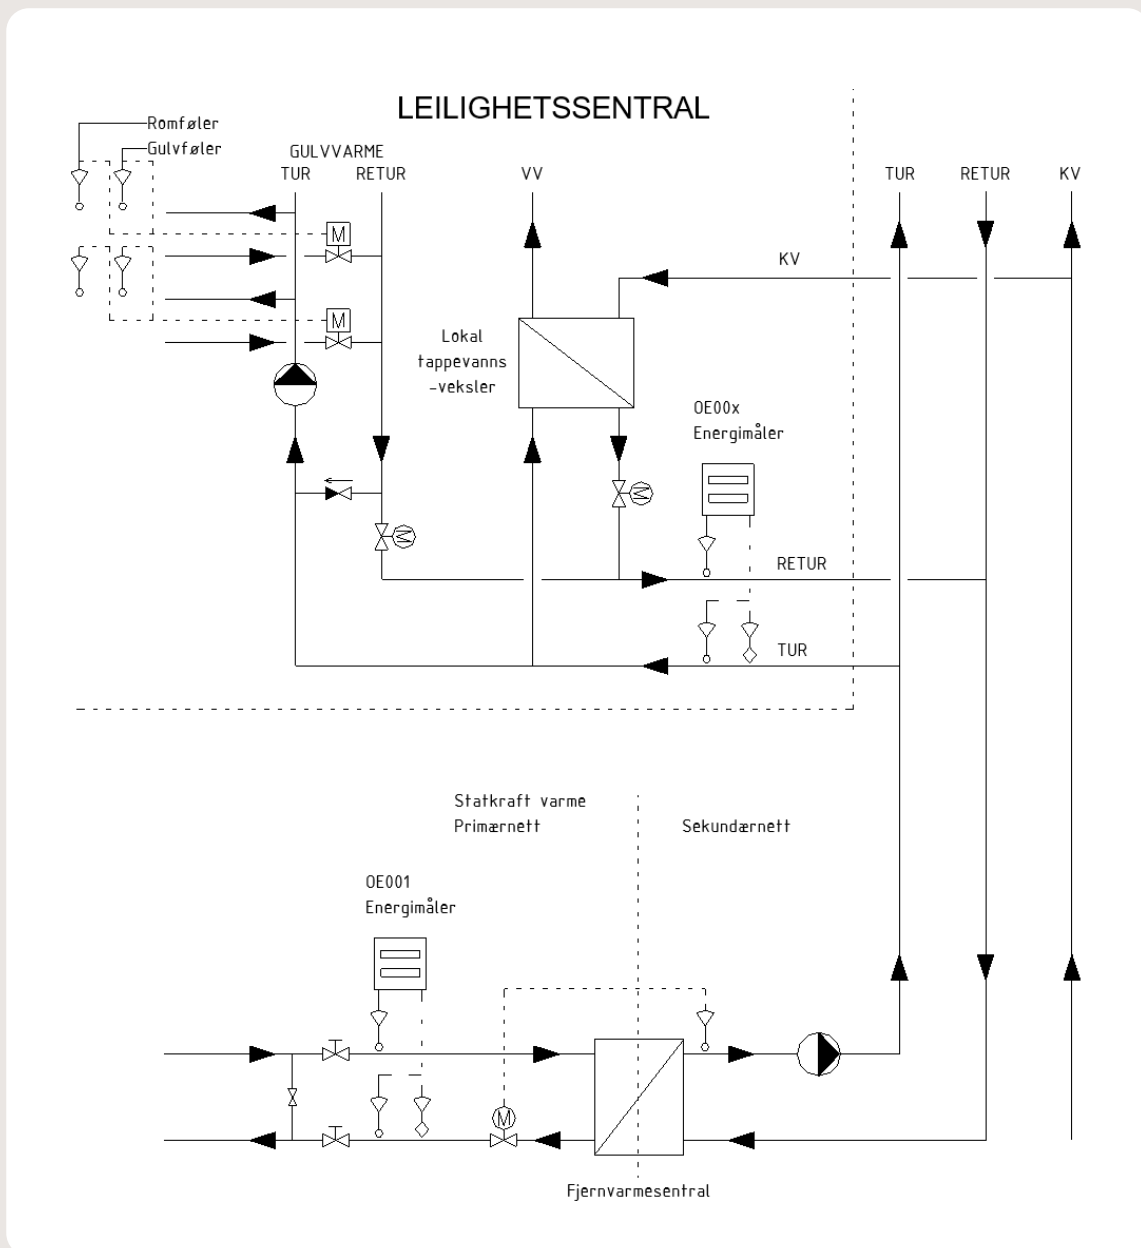 LEILIGHETSSENTRAL
Romføler
Gulvføler
GULVVARME
TUR
RETUR
VV
TUR
RETUR
KV
M
KV
M
Lokal
tappevanns
-veksler
OE00x
Energimåler
M
M
RETUR
TUR
Statkraft varme
Primærnett
Sekundærnett
OE001
Energimåler
M
Fjernvarmesentral